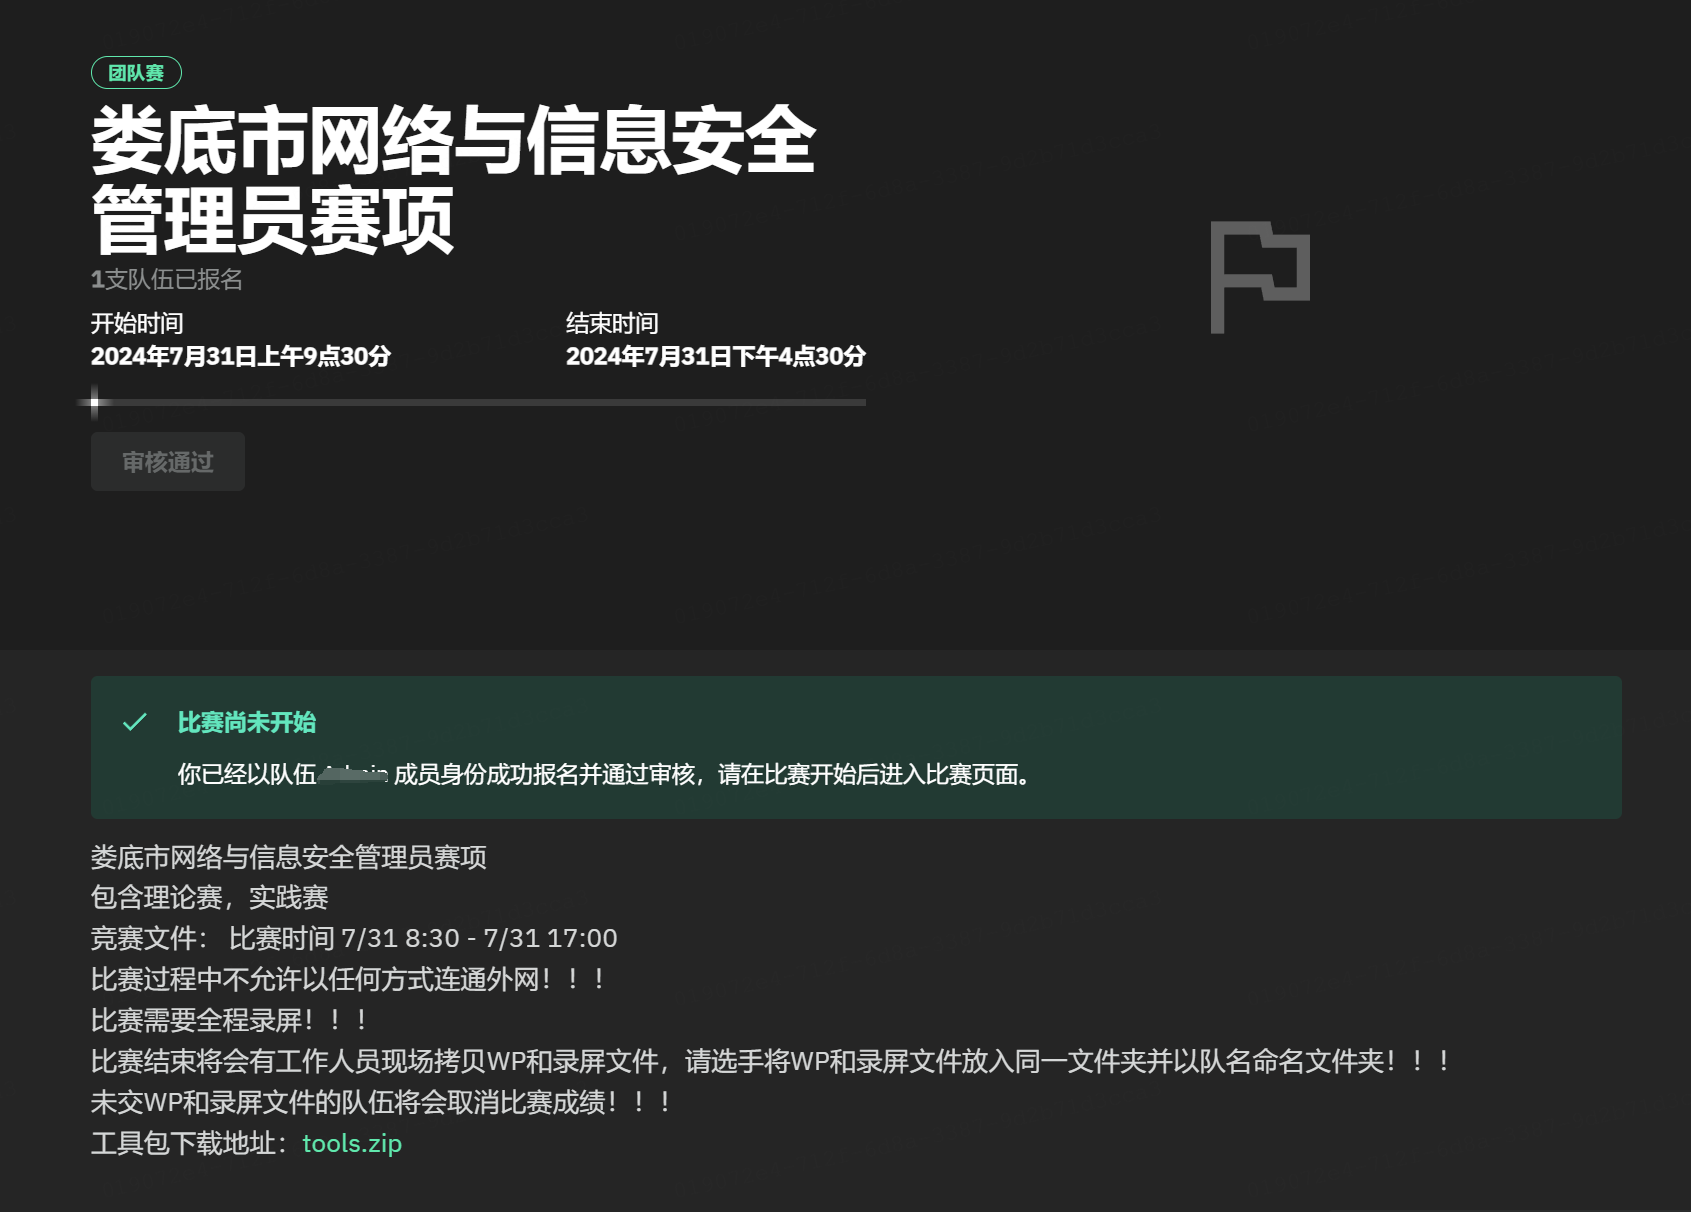 团队赛
娄底市网络与信息安全
管理员赛项
1支队伍已报名
开始时间
2024年7月31日上午9点30分
结束时间
2024年7月31日下午4点30分
审核通过
比赛尚未开始
你已经以队伍 成员身份成功报名并通过审核，请在比赛开始后进入比赛页面。
娄底市网络与信息安全管理员赛项
包含理论赛，实践赛
竞赛文件： 比赛时间 7/31 8:30 - 7/31 17:00
比赛过程中不允许以任何方式连通外网！！！
比赛需要全程录屏！！！
比赛结束将会有工作人员现场拷贝WP和录屏文件，请选手将WP和录屏文件放入同一文件夹并以队名命名文件夹！！！
未交WP和录屏文件的队伍将会取消比赛成绩！！！
工具包下载地址：tools.zip